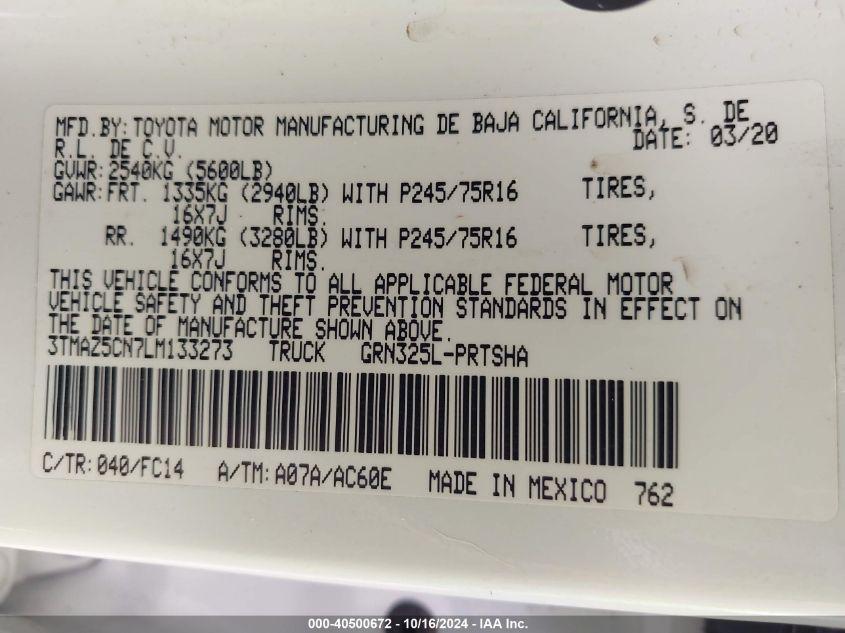 MFD.BY: TOYOTA MOTOR MANUFACTURING DE BAJA CALIFORNIA, S. DE
R.L. DE C.V. DATE: 03/20
GVWR: 2540KG (5600LB)
GAWR: FRT. 1335KG (2940LB) WITH P245/75R16 TIRES,
16X7J RIMS.
RR. 1490KG (3280LB) WITH P245/75R16 TIRES,
16X7J RIMS.
THIS VEHICLE CONFORMS TO ALL APPLICABLE FEDERAL MOTOR
VEHICLE SAFETY AND THEFT PREVENTION STANDARDS IN EFFECT ON
THE DATE OF MANUFACTURE SHOWN ABOVE.
3TMAZ5CN7LM133273 TRUCK GRN325L-PRTSHA
C/TR: 040/FC14 A/TM: A07A/AC60E MADE IN MEXICO 762
000-40500672 - 10/16/2024 - IAA Inc.